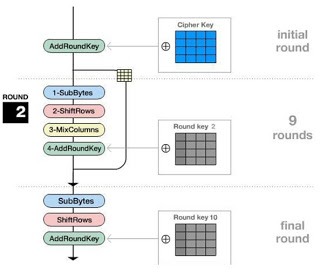 Cipher Key
AddRoundKey
initial
round
ROUND
2
1-SubBytes
2-ShiftRows
3-MixColumns
4-AddRoundKey
Round key 2
9
rounds
SubBytes
ShiftRows
AddRoundKey
Round key 10
final
round